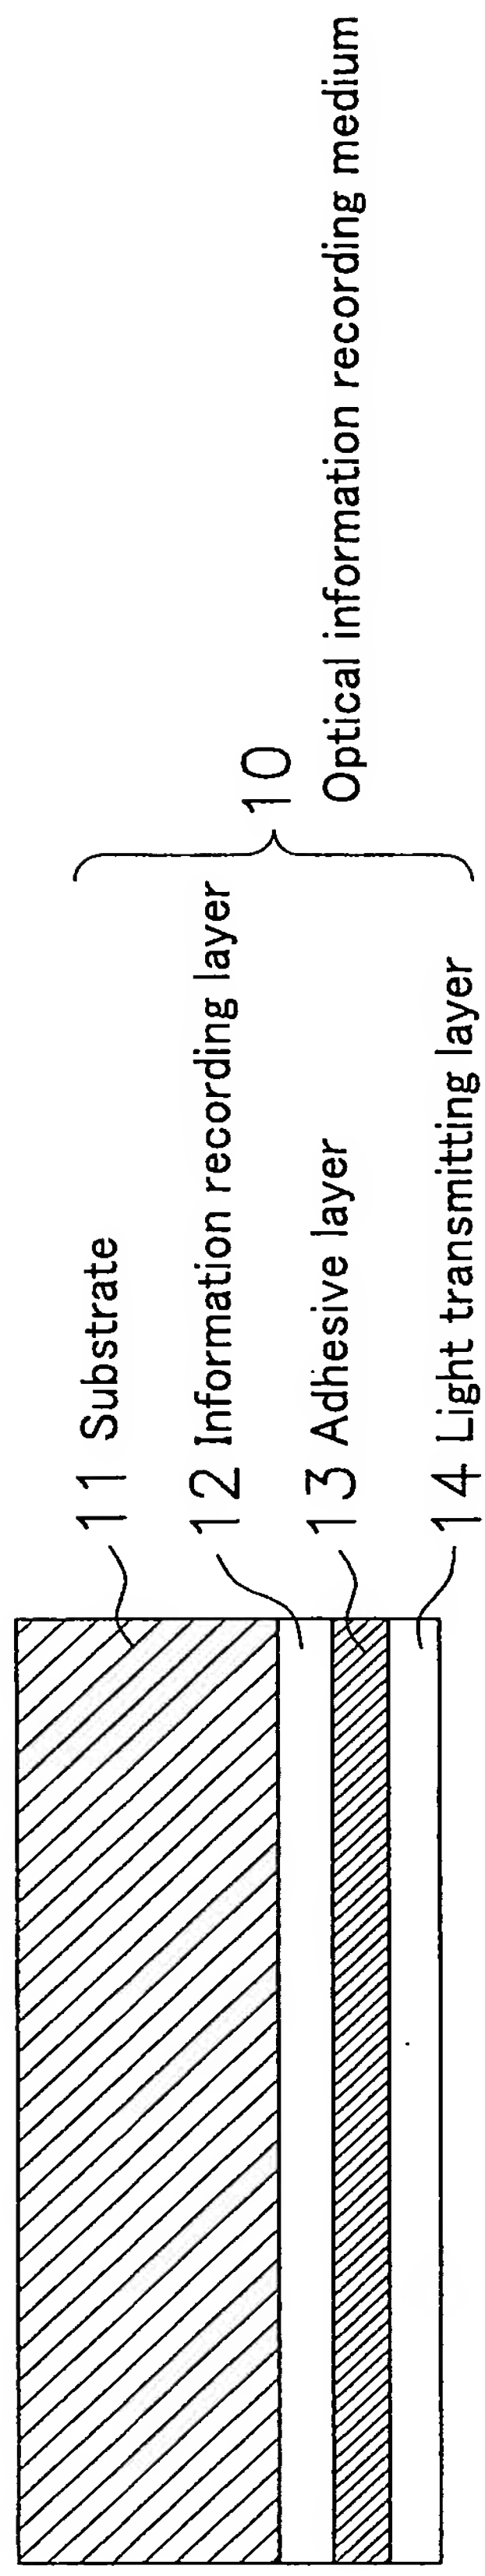 11 Substrate
12 Information recording layer
13 Adhesive layer
14 Light transmitting layer
10
Optical information recording medium